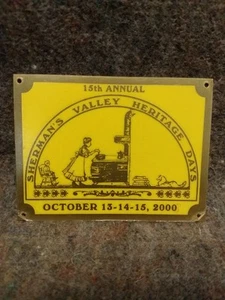 15th ANNUAL
SHERMAN'S VALLEY HERITAGE DAYS
OCTOBER 13-14-15, 2000